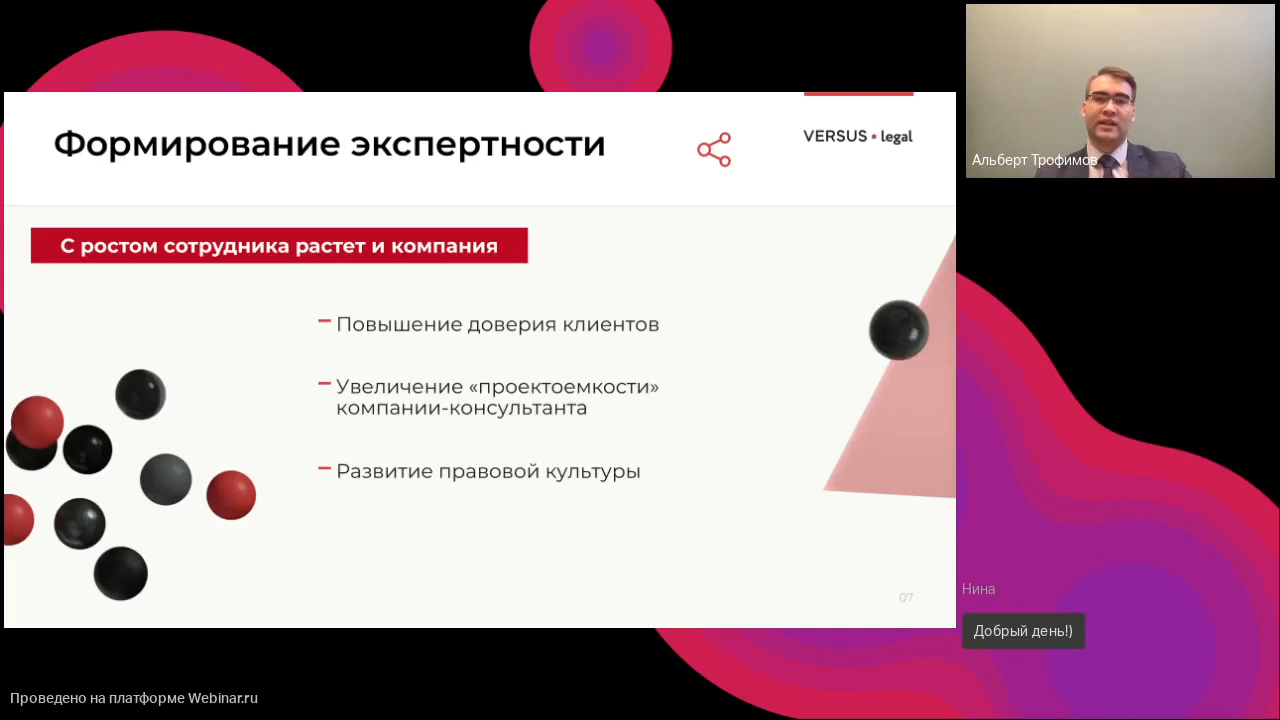 Формирование экспертности
VERSUS • legal
С ростом сотрудника растет и компания
Повышение доверия клиентов
Увеличение «проектоемкости»
компании-консультанта
Развитие правовой культуры
07
Альберт Трофимов
Нина
Добрый день!)
Проведено на платформе Webinar.ru